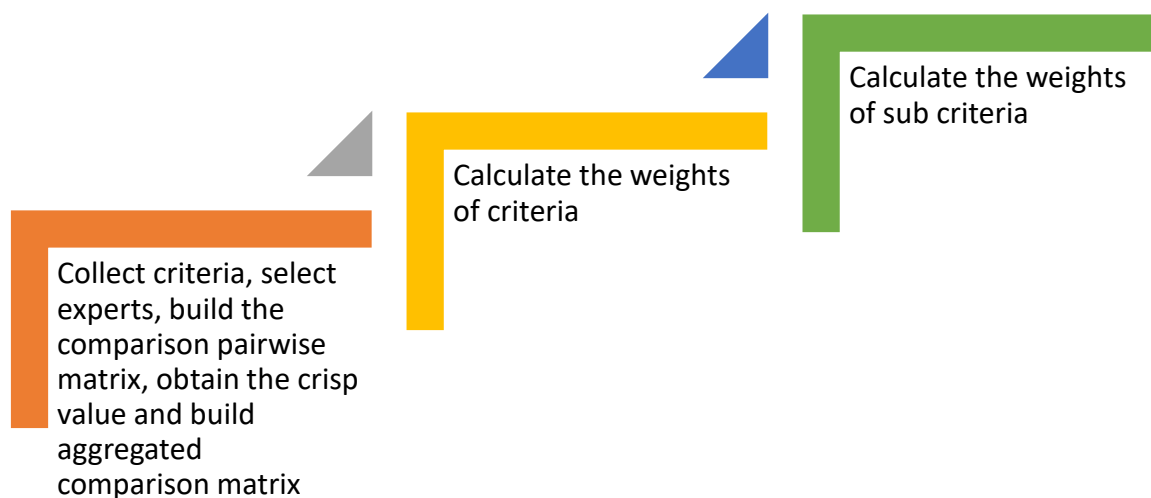 Collect criteria, select
experts, build the
comparison pairwise
matrix, obtain the crisp
value and build
aggregated
comparison matrix
Calculate the weights
of criteria
Calculate the weights
of sub criteria